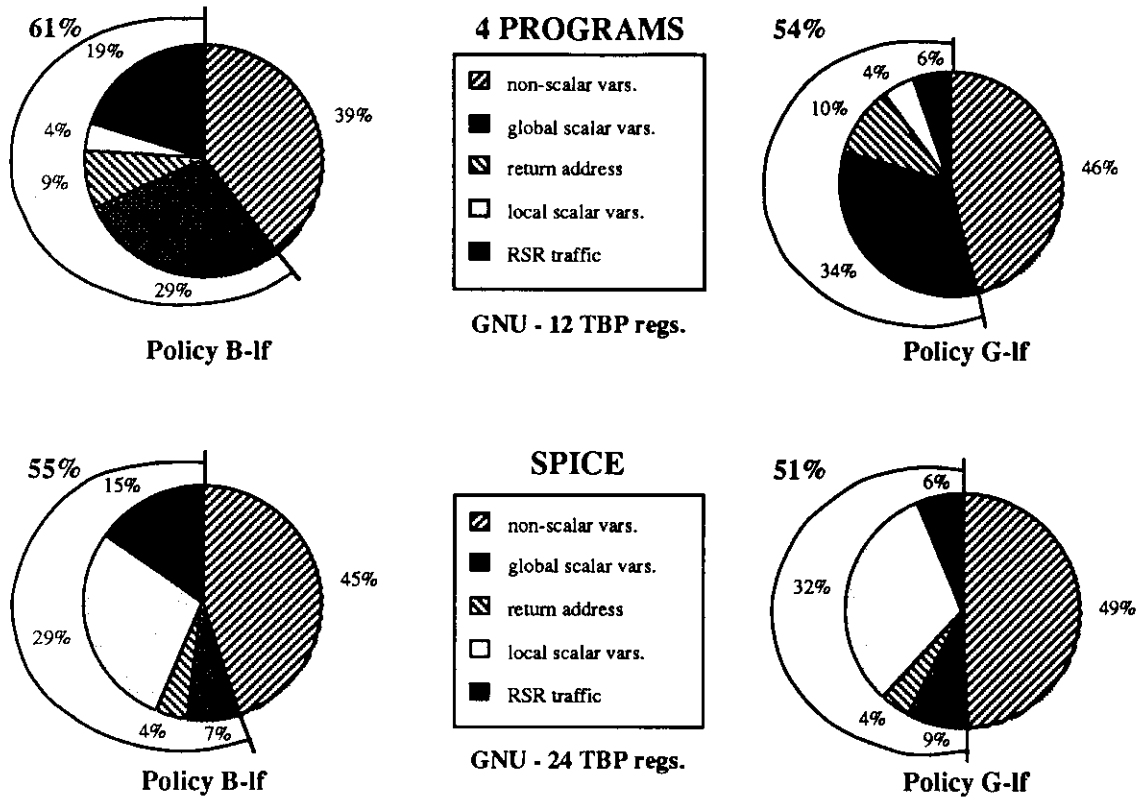 4 PROGRAMS
61%
19%
4%
9%
29%
39%
Policy B-lf
non-scalar vars.
global scalar vars.
return address
local scalar vars.
RSR traffic
GNU - 12 TBP regs.
54%
6%
4%
10%
34%
46%
Policy G-lf
SPICE
55%
15%
29%
4%
7%
45%
Policy B-lf
non-scalar vars.
global scalar vars.
return address
local scalar vars.
RSR traffic
GNU - 24 TBP regs.
51%
6%
32%
4%
9%
49%
Policy G-lf